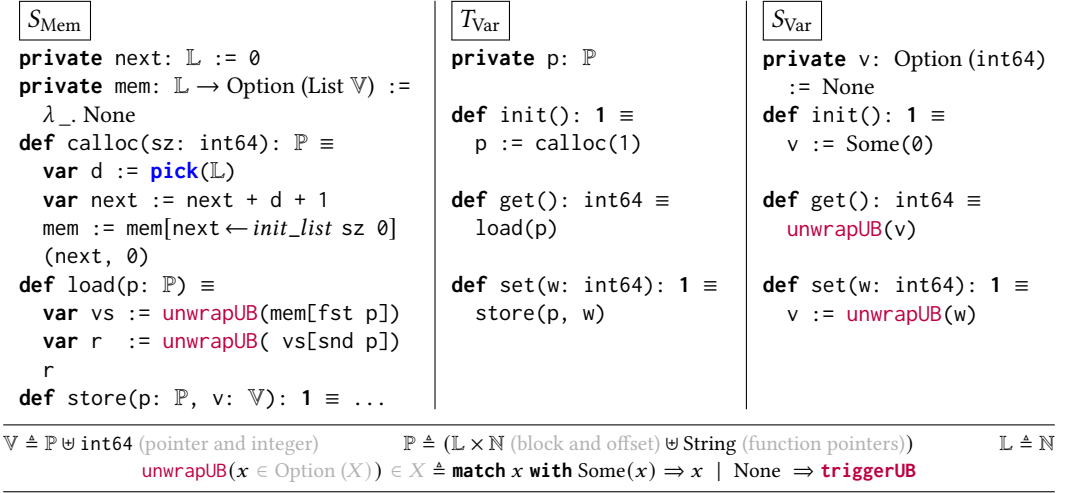 S_Mem
private next: 𝕃 := 0
private mem: 𝕃 → Option (List 𝕍) :=
λ _. None
def calloc(sz: int64): ℙ ≡
var d := pick(𝕃)
var next := next + d + 1
mem := mem[next ← init_list sz 0]
(next, 0)
def load(p: ℙ) ≡
var vs := unwrapUB(mem[fst p])
var r := unwrapUB( vs[snd p])
r
def store(p: ℙ, v: 𝕍): 1 ≡ ...
T_Var
private p: ℙ
def init(): 1 ≡
p := calloc(1)
def get(): int64 ≡
load(p)
def set(w: int64): 1 ≡
store(p, w)
S_Var
private v: Option (int64)
:= None
def init(): 1 ≡
v := Some(0)
def get(): int64 ≡
unwrapUB(v)
def set(w: int64): 1 ≡
v := unwrapUB(w)
𝕍 ≜ ℙ ⊎ int64 (pointer and integer) ℙ ≜ (𝕃 × ℕ (block and offset) ⊎ String (function pointers)) 𝕃 ≜ ℕ
unwrapUB(x ∈ Option (X)) ∈ X ≜ match x with Some(x) ⇒ x | None ⇒ triggerUB